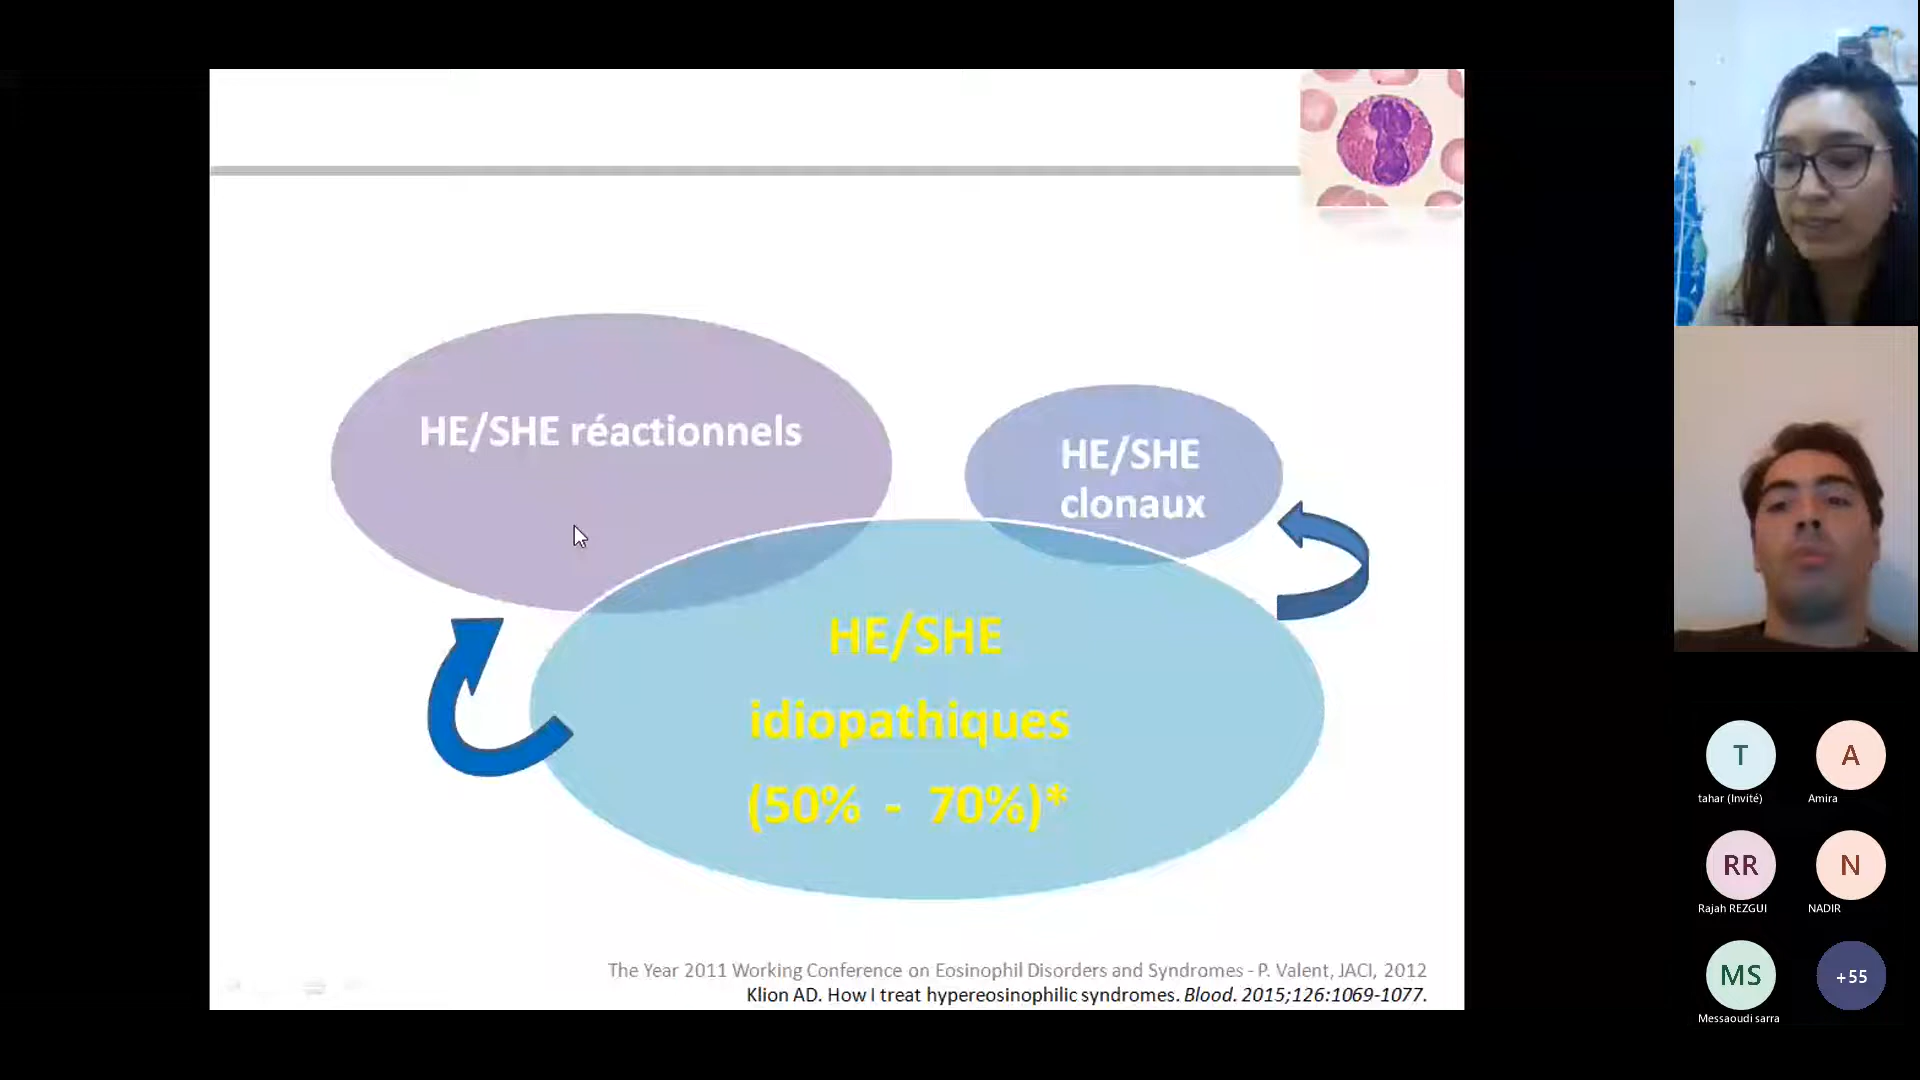 HE/SHE réactionnels
HE/SHE
clonaux
HE/SHE
idiopathiques
(50% - 70%)*
The Year 2011 Working Conference on Eosinophil Disorders and Syndromes - P. Valent, JACI, 2012
Klion AD. How I treat hypereosinophilic syndromes. Blood. 2015;126:1069-1077.
T
tahar (Invité)
A
Amira
RR
Rajah REZGUI
N
NADIR
MS
Messaoudi sarra
+55